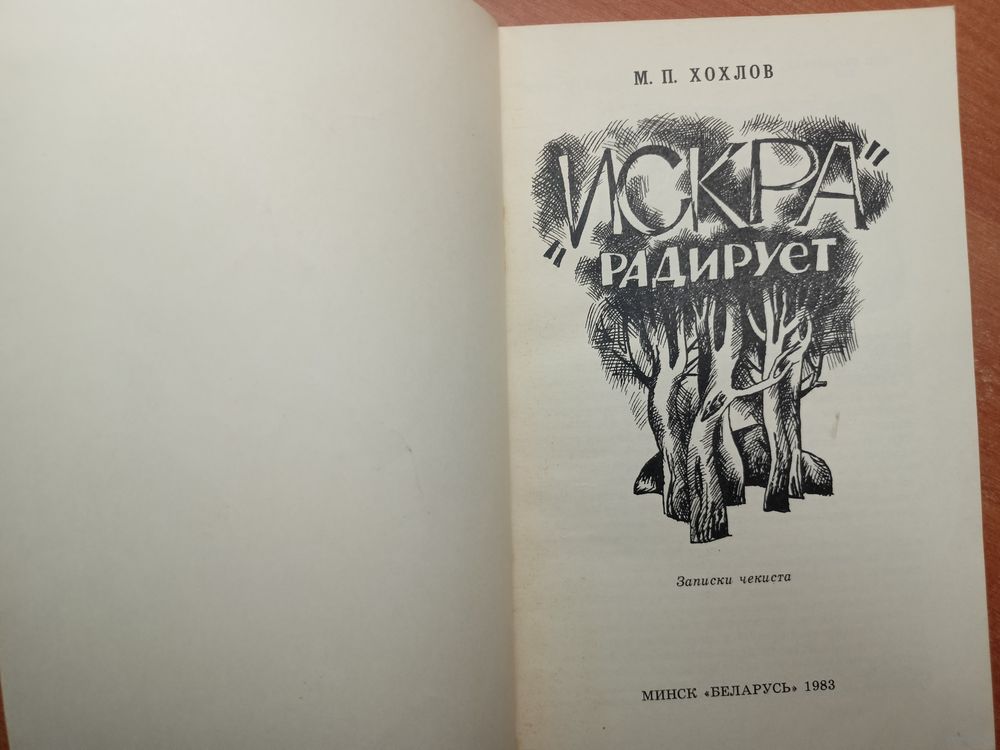 М. П. ХОХЛОВ
„ИСКРА“
РАДИРУЕТ
Записки чекиста
МИНСК «БЕЛАРУСЬ» 1983